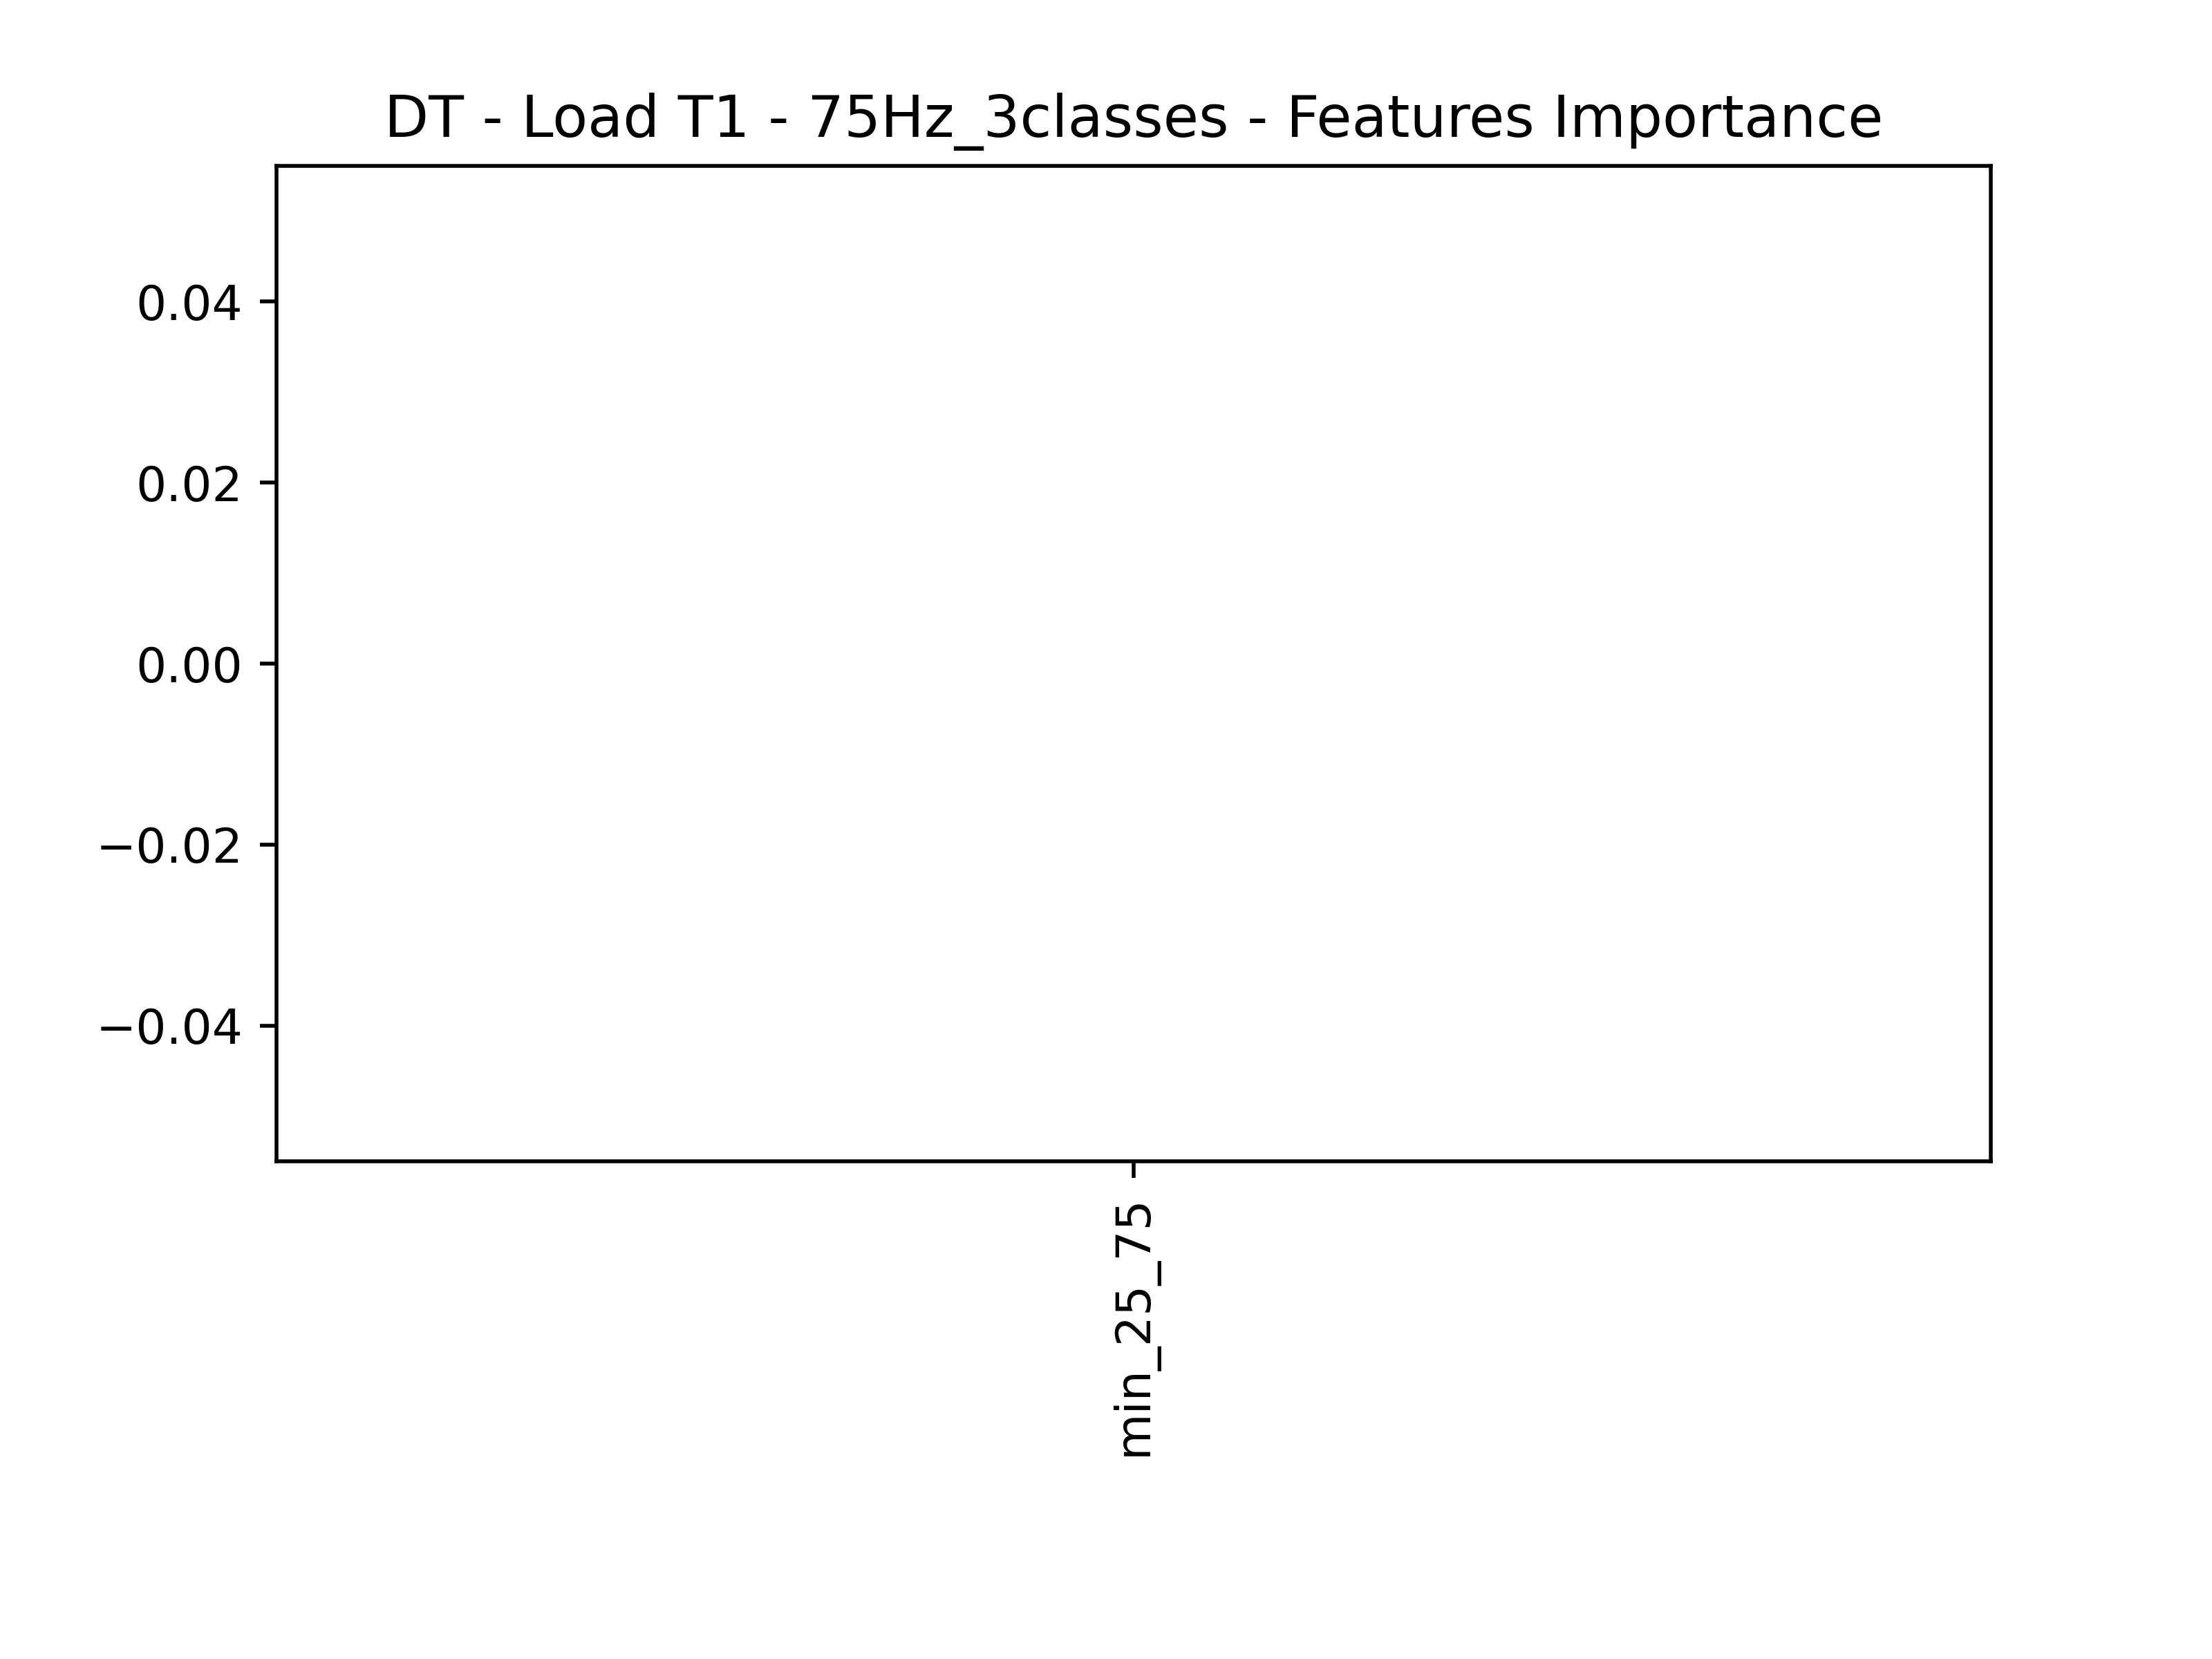 DT - Load T1 - 75Hz_3classes - Features Importance
0.04
0.02
0.00
−0.02
−0.04
min_25_75